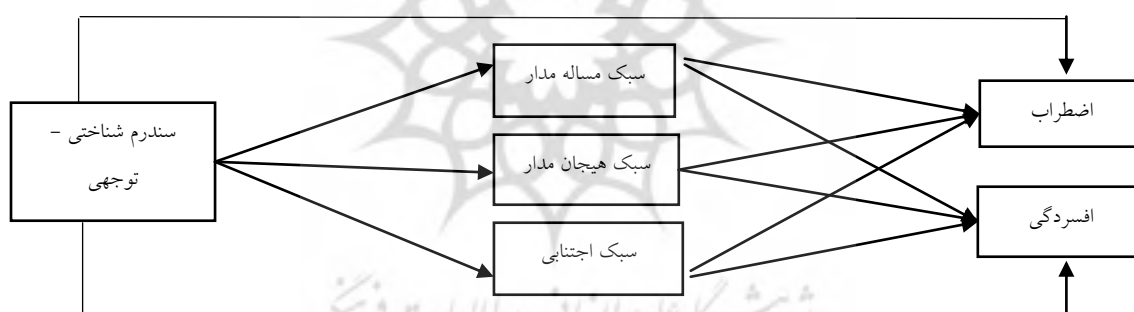 سبک مساله مدار
اضطراب
سندرم شناختی –
توجهی
سبک هیجان مدار
افسردگی
سبک اجتنابی